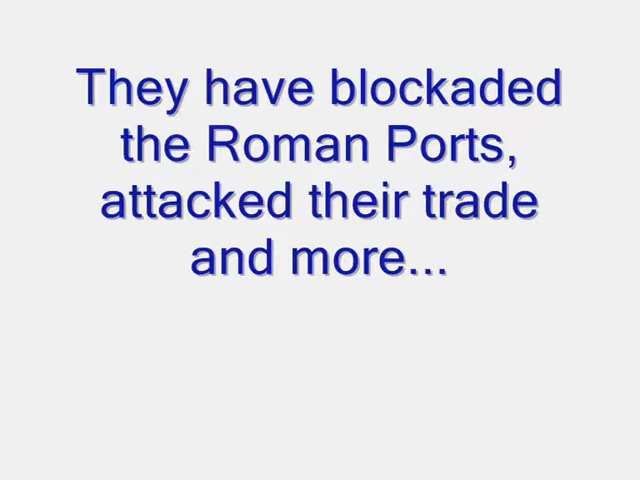 They have blockaded
the Roman Ports,
attacked their trade
and more...